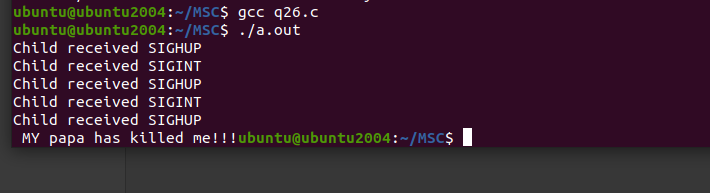 ubuntu@ubuntu2004:~/MSC$ gcc q26.c
ubuntu@ubuntu2004:~/MSC$ ./a.out
Child received SIGHUP
Child received SIGINT
Child received SIGHUP
Child received SIGINT
Child received SIGHUP
MY papa has killed me!!!ubuntu@ubuntu2004:~/MSC$